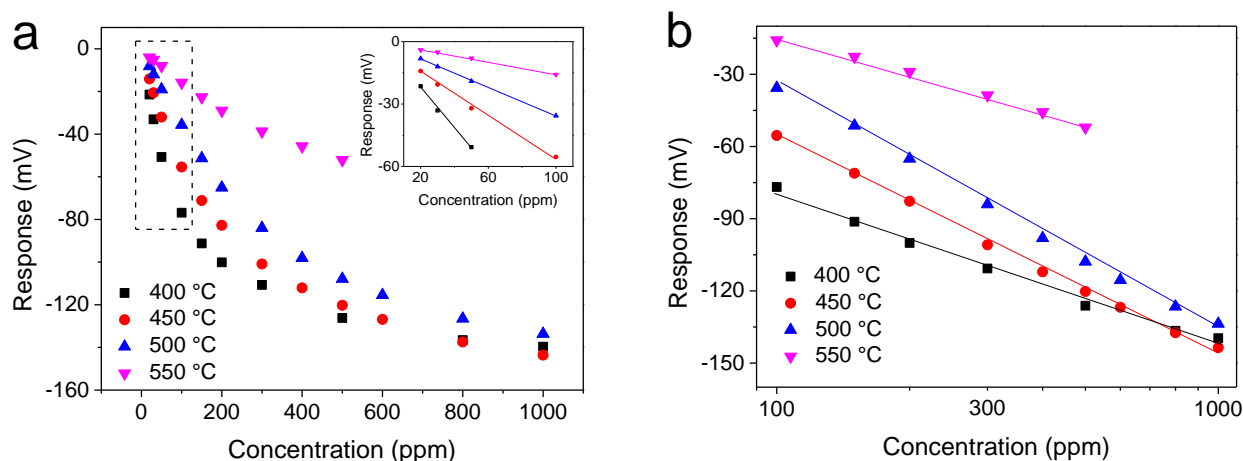 a
Response (mV)
0
-40
-80
-120
-160
0 200 400 600 800 1000
Concentration (ppm)
400 °C
450 °C
500 °C
550 °C
Response (mV)
0
-30
-60
20 60 100
Concentration (ppm)
b
Response (mV)
-30
-60
-90
-120
-150
100 300 1000
Concentration (ppm)
400 °C
450 °C
500 °C
550 °C